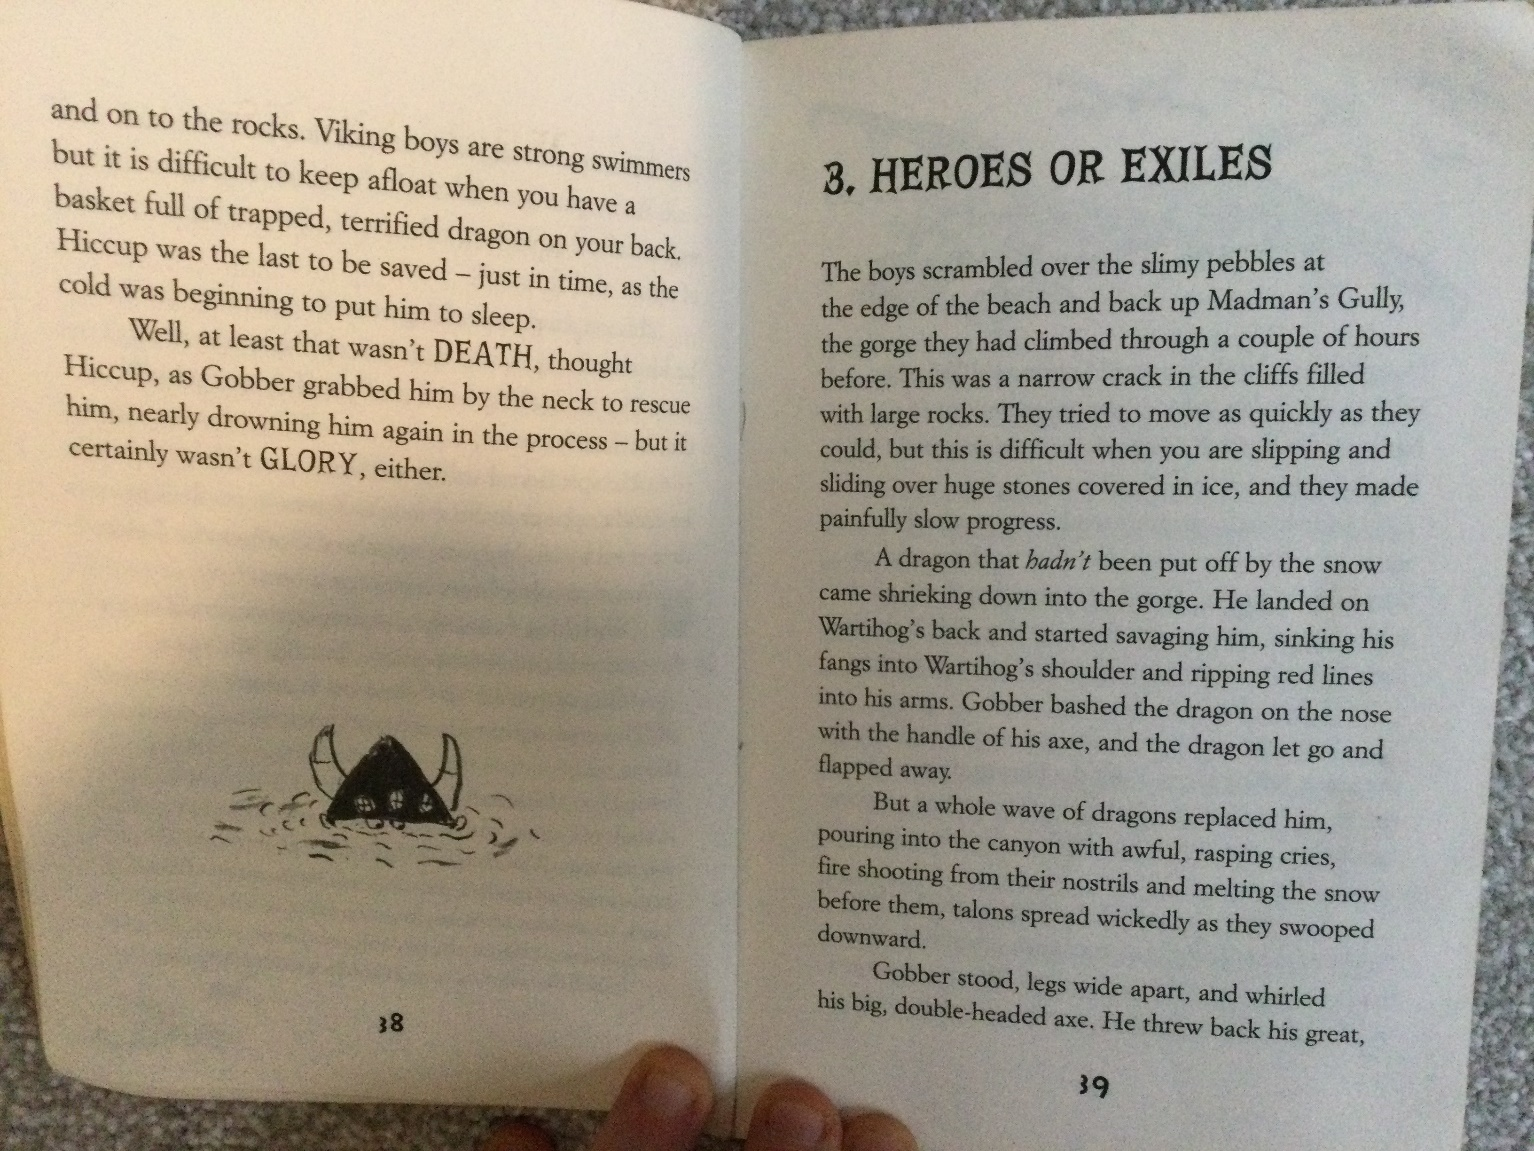 and on to the rocks. Viking boys are strong swimmers
but it is difficult to keep afloat when you have a
basket full of trapped, terrified dragon on your back.
Hiccup was the last to be saved – just in time, as the
cold was beginning to put him to sleep.
Well, at least that wasn't DEATH, thought
Hiccup, as Gobber grabbed him by the neck to rescue
him, nearly drowning him again in the process – but it
certainly wasn't GLORY, either.
38
3. HEROES OR EXILES
The boys scrambled over the slimy pebbles at
the edge of the beach and back up Madman's Gully,
the gorge they had climbed through a couple of hours
before. This was a narrow crack in the cliffs filled
with large rocks. They tried to move as quickly as they
could, but this is difficult when you are slipping and
sliding over huge stones covered in ice, and they made
painfully slow progress.
A dragon that hadn't been put off by the snow
came shrieking down into the gorge. He landed on
Wartihog's back and started savaging him, sinking his
fangs into Wartihog's shoulder and ripping red lines
into his arms. Gobber bashed the dragon on the nose
with the handle of his axe, and the dragon let go and
flapped away.
But a whole wave of dragons replaced him,
pouring into the canyon with awful, rasping cries,
fire shooting from their nostrils and melting the snow
before them, talons spread wickedly as they swooped
downward.
Gobber stood, legs wide apart, and whirled
his big, double-headed axe. He threw back his great,
39